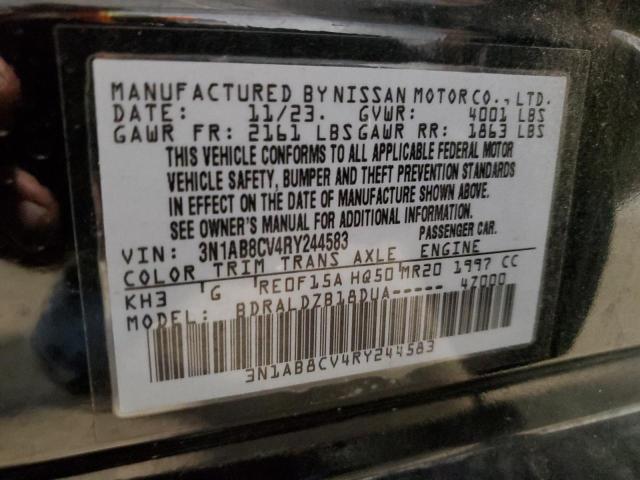 MANUFACTURED BY NISSAN MOTOR CO., LTD.
DATE: 11/23. GVWR: 4001 LBS
GAWR FR: 2161 LBS GAWR RR: 1863 LBS
THIS VEHICLE CONFORMS TO ALL APPLICABLE FEDERAL MOTOR
VEHICLE SAFETY, BUMPER AND THEFT PREVENTION STANDARDS
IN EFFECT ON THE DATE OF MANUFACTURE SHOWN ABOVE.
SEE OWNER'S MANUAL FOR ADDITIONAL INFORMATION.
VIN: 3N1AB8CV4RY244583 PASSENGER CAR.
COLOR TRIM TRANS AXLE ENGINE
KH3 G RE0F15A HQ50 MR20 1997 CC
MODEL: BDRALDZB18DUA----- 47000
3N1AB8CV4RY244583